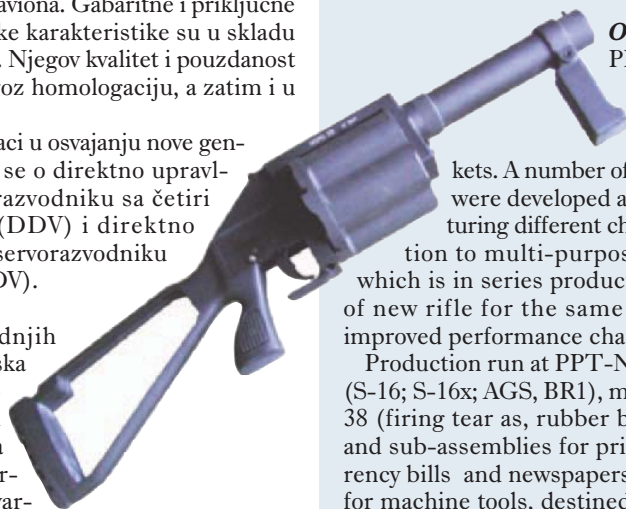 aviona. Gabaritne i priključne
ke karakteristike su u skladu
. Njegov kvalitet i pouzdanost
oz homologaciju, a zatim i u
aci u osvajanju nove gen-
se o direktno upravl-
razvodniku sa četiri
(DDV) i direktno
servorazvodniku
OV).
dnjih
ska
a
r-
var-
O
PI
kets. A number of
were developed a
turing different ch
tion to multi-purpos
which is in series produc
of new rifle for the same
improved performance cha
Production run at PPT-N
(S-16; S-16x; AGS, BR1), m
38 (firing tear as, rubber b
and sub-assemblies for pri
rency bills and newspapers
for machine tools, destined